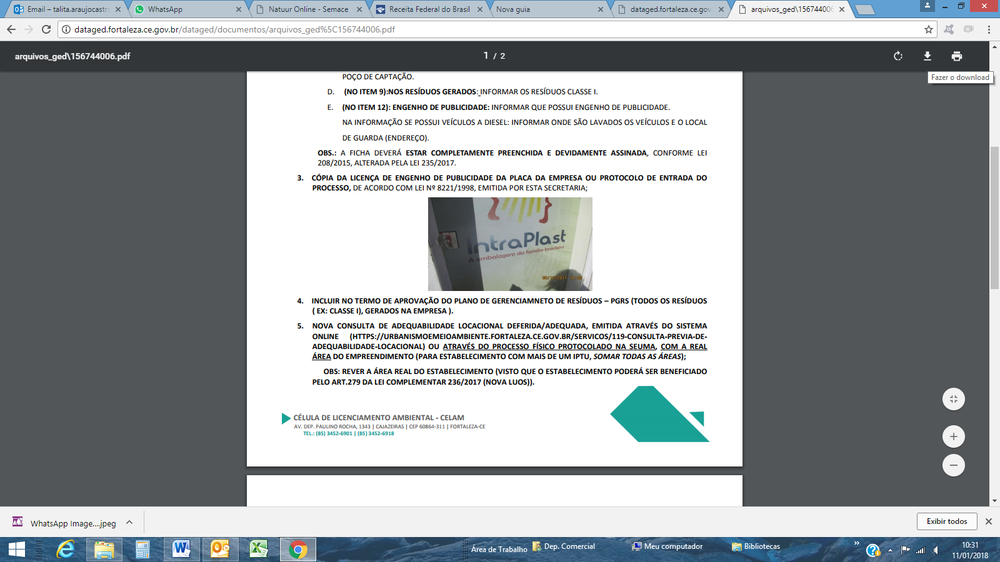 Email – talita.araujocastro
WhatsApp
Natuur Online - Semace
Receita Federal do Brasil
Nova guia
dataged.fortaleza.ce.gov.
arquivos_ged\156744006
dataged.fortaleza.ce.gov.br/dataged/documentos/arquivos_ged%5C156744006.pdf
arquivos_ged\156744006.pdf
1 / 2
Fazer o download
POÇO DE CAPTAÇÃO.
D. (NO ITEM 9):NOS RESÍDUOS GERADOS: INFORMAR OS RESÍDUOS CLASSE I.
E. (NO ITEM 12): ENGENHO DE PUBLICIDADE: INFORMAR QUE POSSUI ENGENHO DE PUBLICIDADE.
NA INFORMAÇÃO SE POSSUI VEÍCULOS A DIESEL: INFORMAR ONDE SÃO LAVADOS OS VEÍCULOS E O LOCAL
DE GUARDA (ENDEREÇO).
OBS.: A FICHA DEVERÁ ESTAR COMPLETAMENTE PREENCHIDA E DEVIDAMENTE ASSINADA, CONFORME LEI
208/2015, ALTERADA PELA LEI 235/2017.
3. CÓPIA DA LICENÇA DE ENGENHO DE PUBLICIDADE DA PLACA DA EMPRESA OU PROTOCOLO DE ENTRADA DO
PROCESSO, DE ACORDO COM LEI Nº 8221/1998, EMITIDA POR ESTA SECRETARIA;
IntraPlast
A embalagem da família brasileira
4. INCLUIR NO TERMO DE APROVAÇÃO DO PLANO DE GERENCIAMNETO DE RESÍDUOS – PGRS (TODOS OS RESÍDUOS
( EX: CLASSE I), GERADOS NA EMPRESA ).
5. NOVA CONSULTA DE ADEQUABILIDADE LOCACIONAL DEFERIDA/ADEQUADA, EMITIDA ATRAVÉS DO SISTEMA
ONLINE (HTTPS://URBANISMOEMEIOAMBIENTE.FORTALEZA.CE.GOV.BR/SERVICOS/119-CONSULTA-PREVIA-DE-
ADEQUABILIDADE-LOCACIONAL) OU ATRAVÉS DO PROCESSO FÍSICO PROTOCOLADO NA SEUMA, COM A REAL
ÁREA DO EMPREENDIMENTO (PARA ESTABELECIMENTO COM MAIS DE UM IPTU, SOMAR TODAS AS ÁREAS);
OBS: REVER A ÁREA REAL DO ESTABELECIMENTO (VISTO QUE O ESTABELECIMENTO PODERÁ SER BENEFICIADO
PELO ART.279 DA LEI COMPLEMENTAR 236/2017 (NOVA LUOS)).
CÉLULA DE LICENCIAMENTO AMBIENTAL - CELAM
AV. DEP. PAULINO ROCHA, 1343 | CAJAZEIRAS | CEP 60864-311 | FORTALEZA-CE
TEL.: (85) 3452-6901 | (85) 3452-6918
WhatsApp Image....jpeg
Exibir todos
Área de Trabalho
Dep. Comercial
Meu computador
Bibliotecas
10:31
11/01/2018